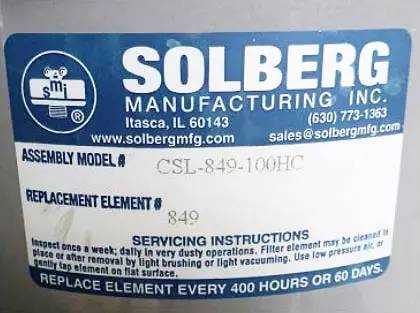 smi
®
SOLBERG
MANUFACTURING INC.
Itasca, IL 60143 (630) 773-1363
www.solbergmfg.com sales@solbergmfg.com
ASSEMBLY MODEL # CSL-849-100HC
REPLACEMENT ELEMENT #
849
SERVICING INSTRUCTIONS
Inspect once a week; daily in very dusty operations. Filter element may be cleaned in
place or after removal by light brushing or light vacuuming. Use low pressure air, or
gently tap element on flat surface.
REPLACE ELEMENT EVERY 400 HOURS OR 60 DAYS.